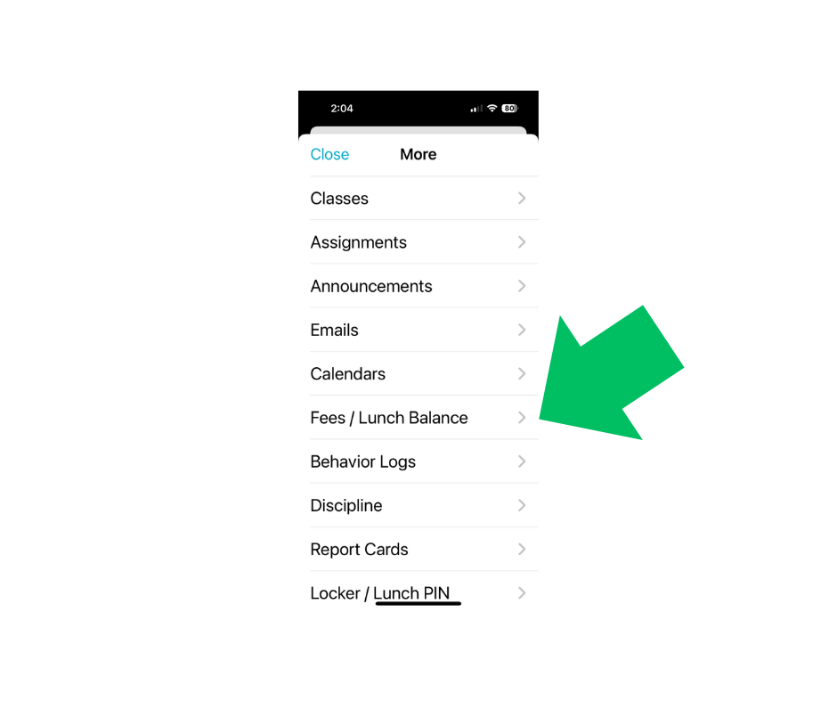 2:04
80
Close
More
Classes
Assignments
Announcements
Emails
Calendars
Fees / Lunch Balance
Behavior Logs
Discipline
Report Cards
Locker / Lunch PIN